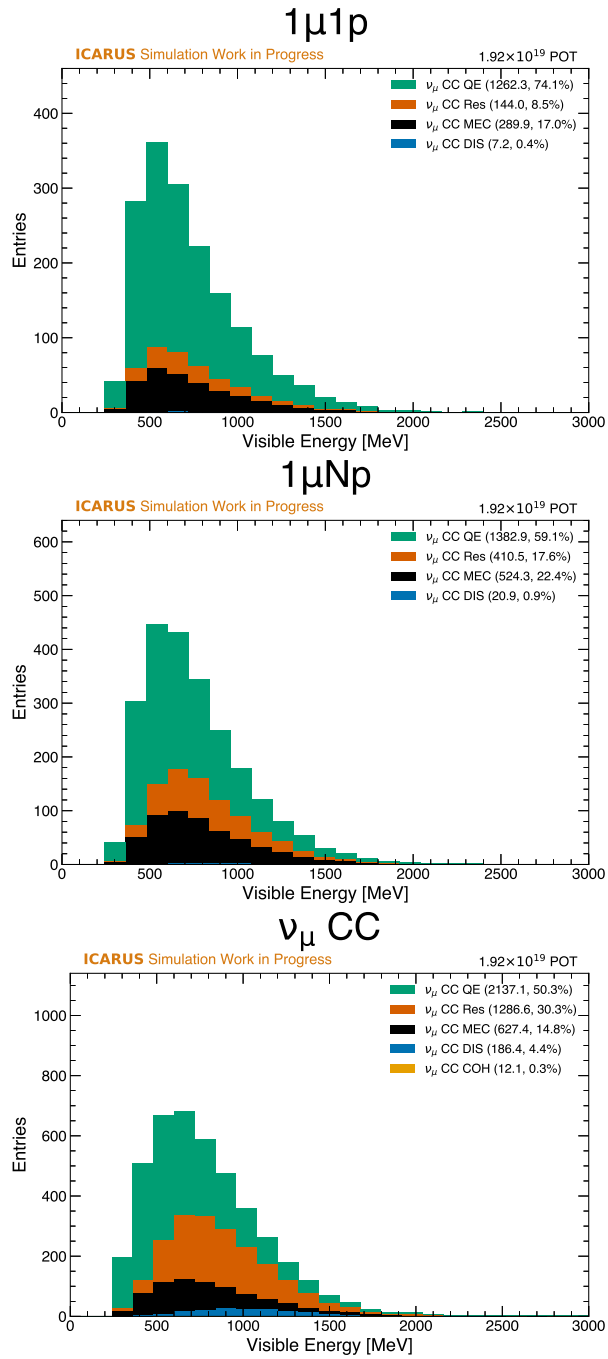 1μ1p
ICARUS Simulation Work in Progress 1.92×10¹⁹ POT
ν_μ CC QE (1262.3, 74.1%)
ν_μ CC Res (144.0, 8.5%)
ν_μ CC MEC (289.9, 17.0%)
ν_μ CC DIS (7.2, 0.4%)
400
300
200
100
0
Entries
0 500 1000 1500 2000 2500 3000
Visible Energy [MeV]
1μNp
ICARUS Simulation Work in Progress 1.92×10¹⁹ POT
ν_μ CC QE (1382.9, 59.1%)
ν_μ CC Res (410.5, 17.6%)
ν_μ CC MEC (524.3, 22.4%)
ν_μ CC DIS (20.9, 0.9%)
600
500
400
300
200
100
0
Entries
0 500 1000 1500 2000 2500 3000
Visible Energy [MeV]
ν_μ CC
ICARUS Simulation Work in Progress 1.92×10¹⁹ POT
ν_μ CC QE (2137.1, 50.3%)
ν_μ CC Res (1286.6, 30.3%)
ν_μ CC MEC (627.4, 14.8%)
ν_μ CC DIS (186.4, 4.4%)
ν_μ CC COH (12.1, 0.3%)
1000
800
600
400
200
0
Entries
0 500 1000 1500 2000 2500 3000
Visible Energy [MeV]